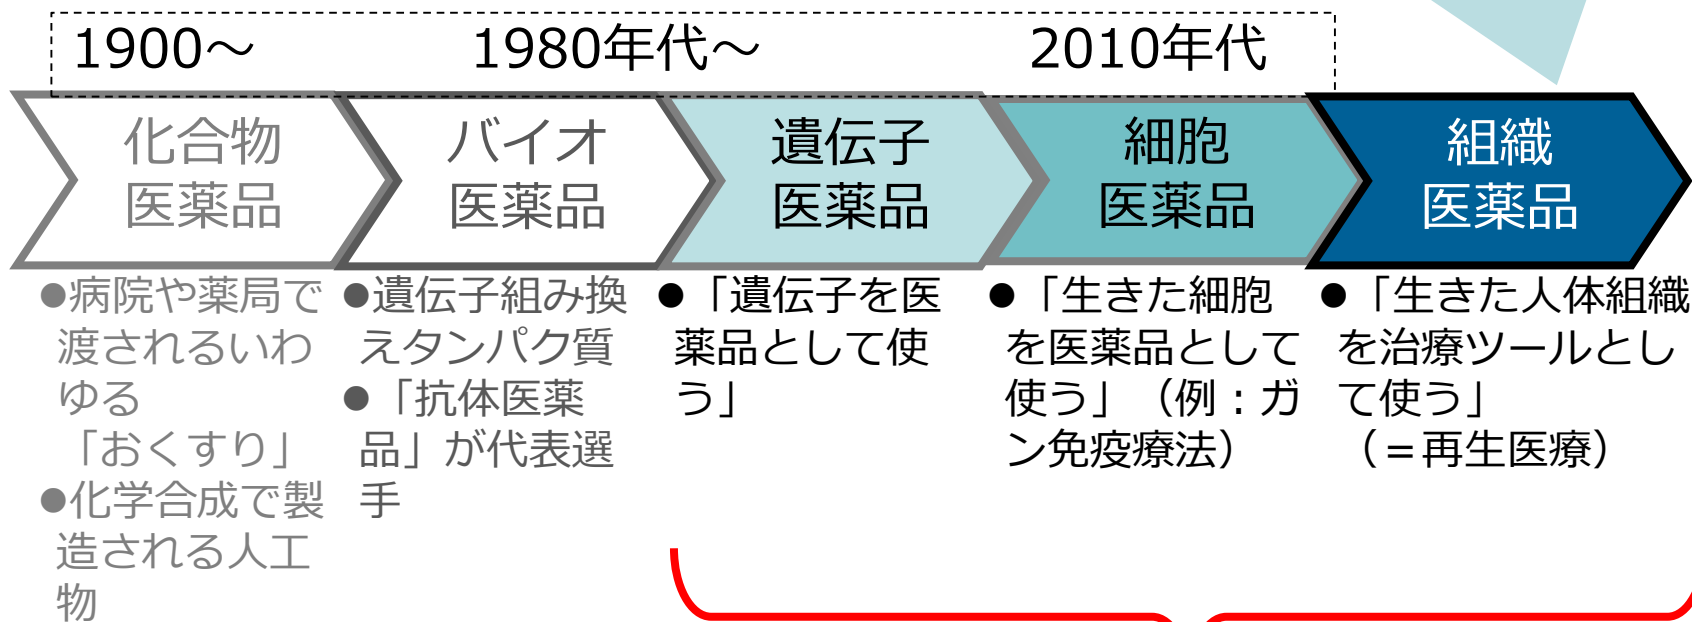 1900～ 1980年代～ 2010年代
化合物
医薬品
バイオ
医薬品
遺伝子
医薬品
細胞
医薬品
組織
医薬品
●病院や薬局で
渡されるいわ
ゆる
「おくすり」
●化学合成で製
造される人工
物
●遺伝子組み換
えタンパク質
●「抗体医薬
品」が代表選
手
●「遺伝子を医
薬品として使
う」
●「生きた細胞
を医薬品として
使う」（例：ガ
ン免疫療法）
●「生きた人体組織
を治療ツールとし
て使う」
（＝再生医療）